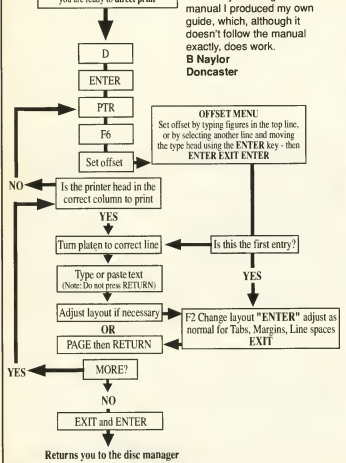 you are ready to direct print
manual I produced my own
guide, which, although it
doesn't follow the manual
exactly, does work.
B Naylor
Doncaster
D
ENTER
PTR
F6
Set offset
OFFSET MENU
Set offset by typing figures in the top line,
or by selecting another line and moving
the type head using the ENTER key - then
ENTER EXIT ENTER
NO
Is the printer head in the
correct column to print
YES
Turn platen to correct line
Is this the first entry?
YES
Type or paste text
(Note: Do not press RETURN)
Adjust layout if necessary
OR
PAGE then RETURN
F2 Change layout "ENTER" adjust as
normal for Tabs, Margins, Line spaces
EXIT
YES
MORE?
NO
EXIT and ENTER
Returns you to the disc manager